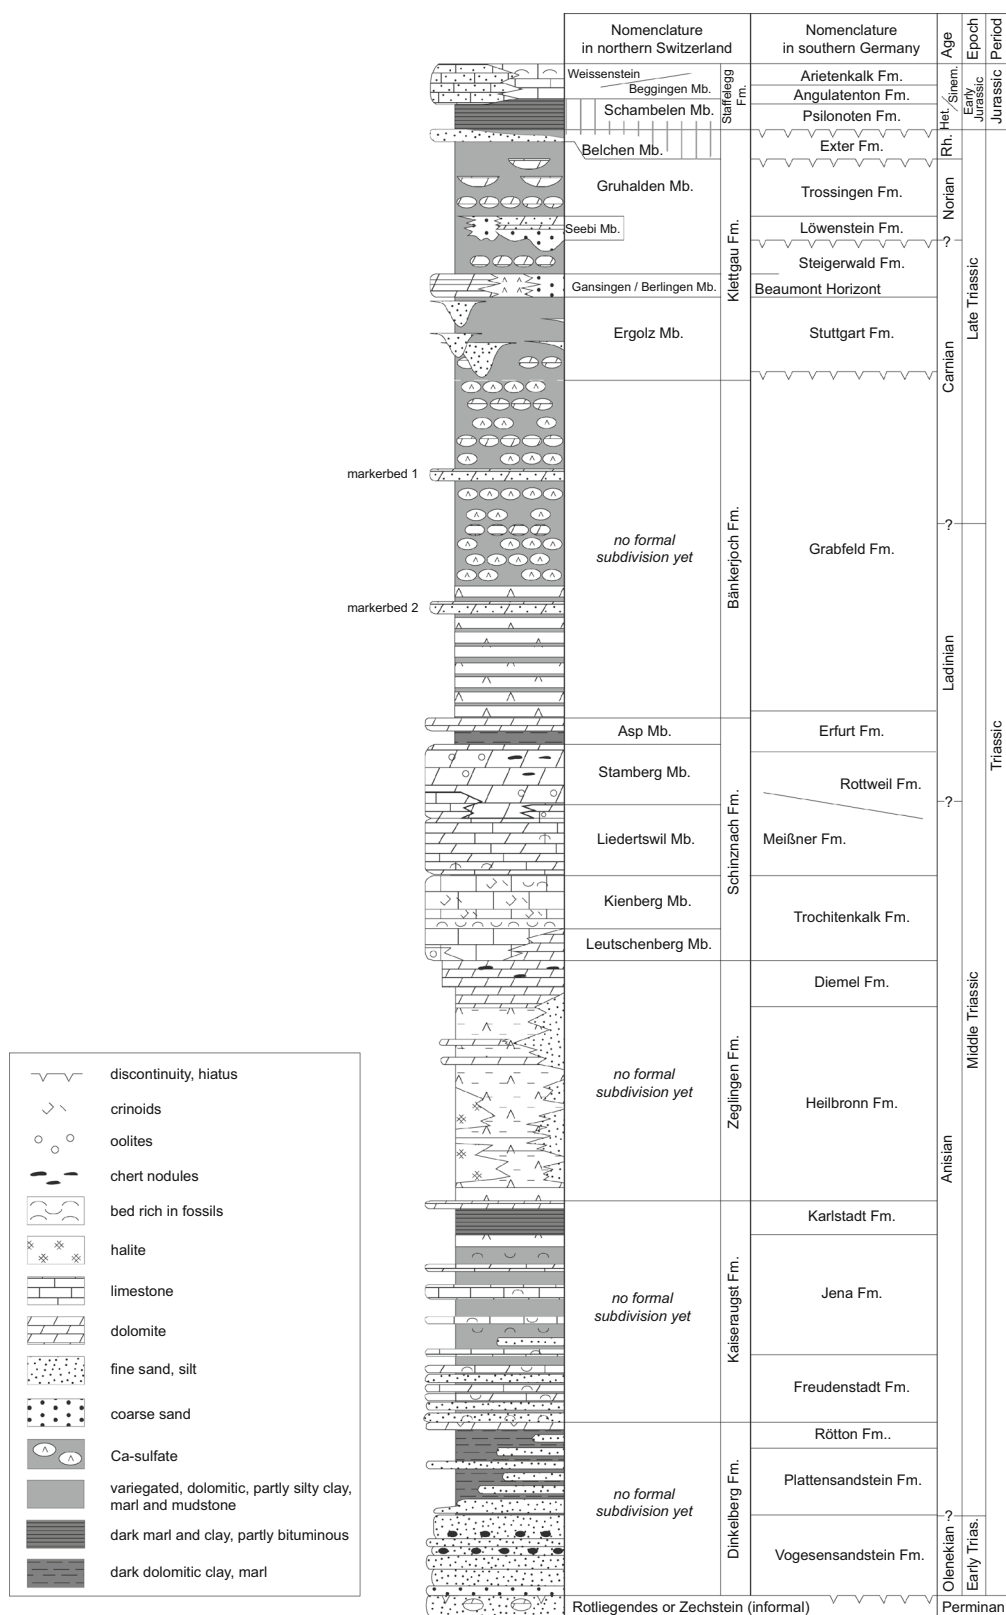 Nomenclature
in northern Switzerland
Nomenclature
in southern Germany
Age
Epoch
Period
Weissenstein
Beggingen Mb.
Schambelen Mb.
Staffelegg
Fm.
Arietenkalk Fm.
Angulatenton Fm.
Psilonoten Fm.
Het. / Sinem.
Early
Jurassic
Jurassic
Belchen Mb.
Gruhalden Mb.
Seebi Mb.
Gansingen / Berlingen Mb.
Ergolz Mb.
Klettgau Fm.
Exter Fm.
Trossingen Fm.
Löwenstein Fm.
Steigerwald Fm.
Beaumont Horizont
Stuttgart Fm.
Rh.
Norian
?
Carnian
Late Triassic
markerbed 1
markerbed 2
no formal
subdivision yet
Bänkerjoch Fm.
Grabfeld Fm.
?
Ladinian
Triassic
Asp Mb.
Stamberg Mb.
Liedertswil Mb.
Kienberg Mb.
Leutschenberg Mb.
Schinznach Fm.
Erfurt Fm.
Rottweil Fm.
Meißner Fm.
Trochitenkalk Fm.
?
Middle Triassic
no formal
subdivision yet
Zeglingen Fm.
Diemel Fm.
Heilbronn Fm.
Anisian
no formal
subdivision yet
Kaiseraugst Fm.
Karlstadt Fm.
Jena Fm.
Freudenstadt Fm.
no formal
subdivision yet
Dinkelberg Fm.
Rötton Fm..
Plattensandstein Fm.
Vogesensandstein Fm.
?
Olenekian
Early Trias.
Rotliegendes or Zechstein (informal)
Perminan
discontinuity, hiatus
crinoids
oolites
chert nodules
bed rich in fossils
halite
limestone
dolomite
fine sand, silt
coarse sand
Ca-sulfate
variegated, dolomitic, partly silty clay,
marl and mudstone
dark marl and clay, partly bituminous
dark dolomitic clay, marl